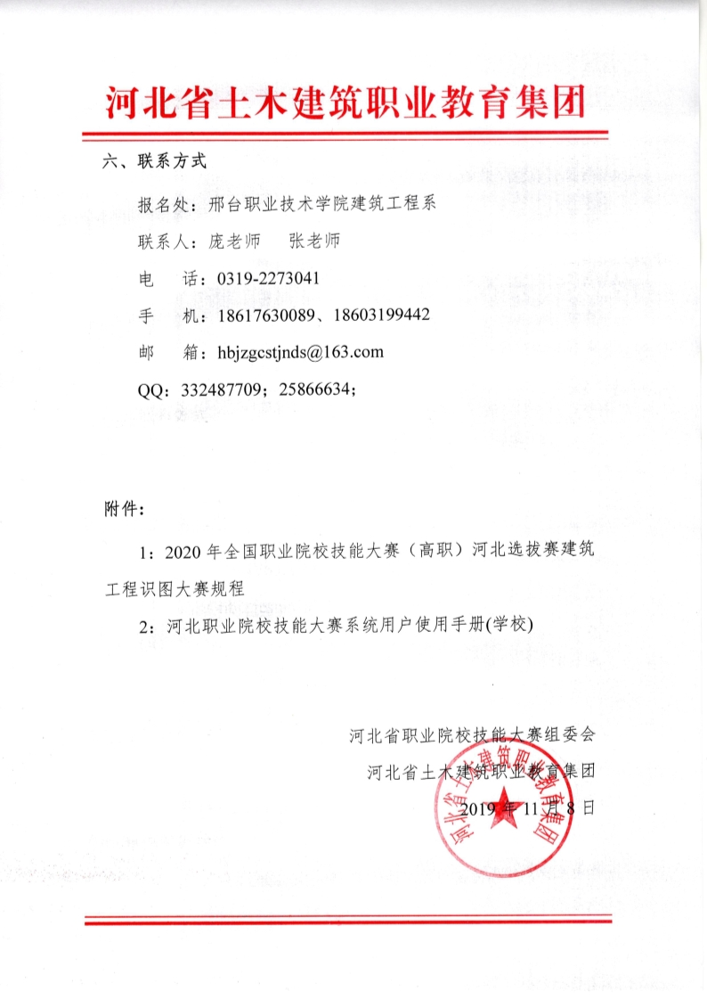 河北省土木建筑职业教育集团
六、联系方式
报名处：邢台职业技术学院建筑工程系
联系人：庞老师 张老师
电 话：0319-2273041
手 机：18617630089、18603199442
邮 箱：hbjzgcstjnds@163.com
QQ：332487709；25866634；
附件：
1：2020 年全国职业院校技能大赛（高职）河北选拔赛建筑
工程识图大赛规程
2：河北职业院校技能大赛系统用户使用手册(学校)
河北省职业院校技能大赛组委会
河北省土木建筑职业教育集团
2019 年 11 月 8 日
河北省土木建筑职业教育集团